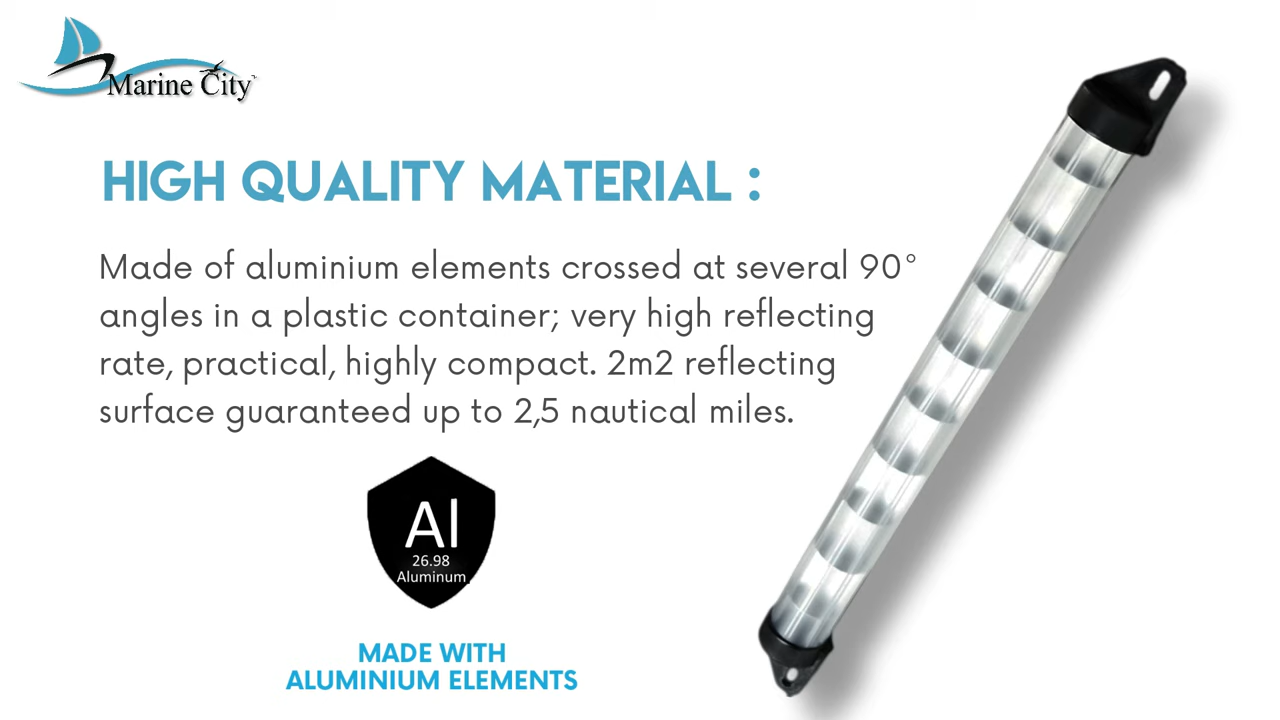 Marine City
HIGH QUALITY MATERIAL :
Made of aluminium elements crossed at several 90°
angles in a plastic container; very high reflecting
rate, practical, highly compact. 2m2 reflecting
surface guaranteed up to 2,5 nautical miles.
Al
26.98
Aluminum
MADE WITH
ALUMINIUM ELEMENTS